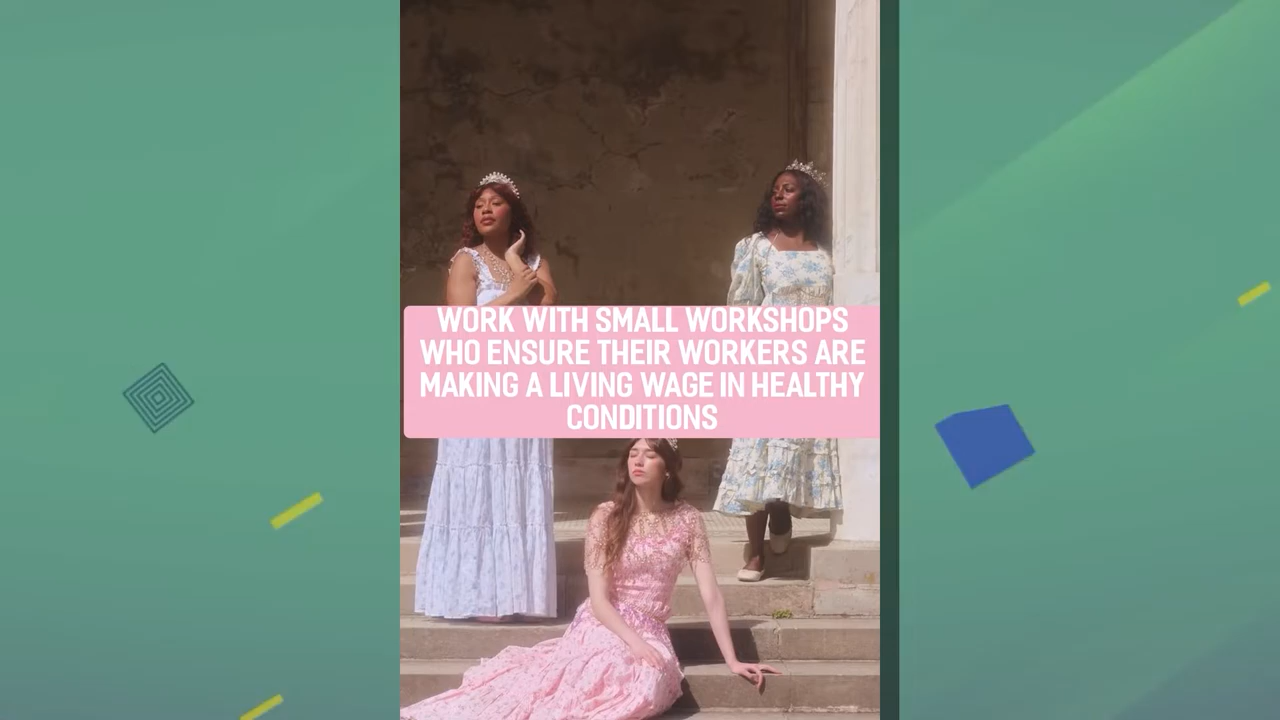 WORK WITH SMALL WORKSHOPS
WHO ENSURE THEIR WORKERS ARE
MAKING A LIVING WAGE IN HEALTHY
CONDITIONS